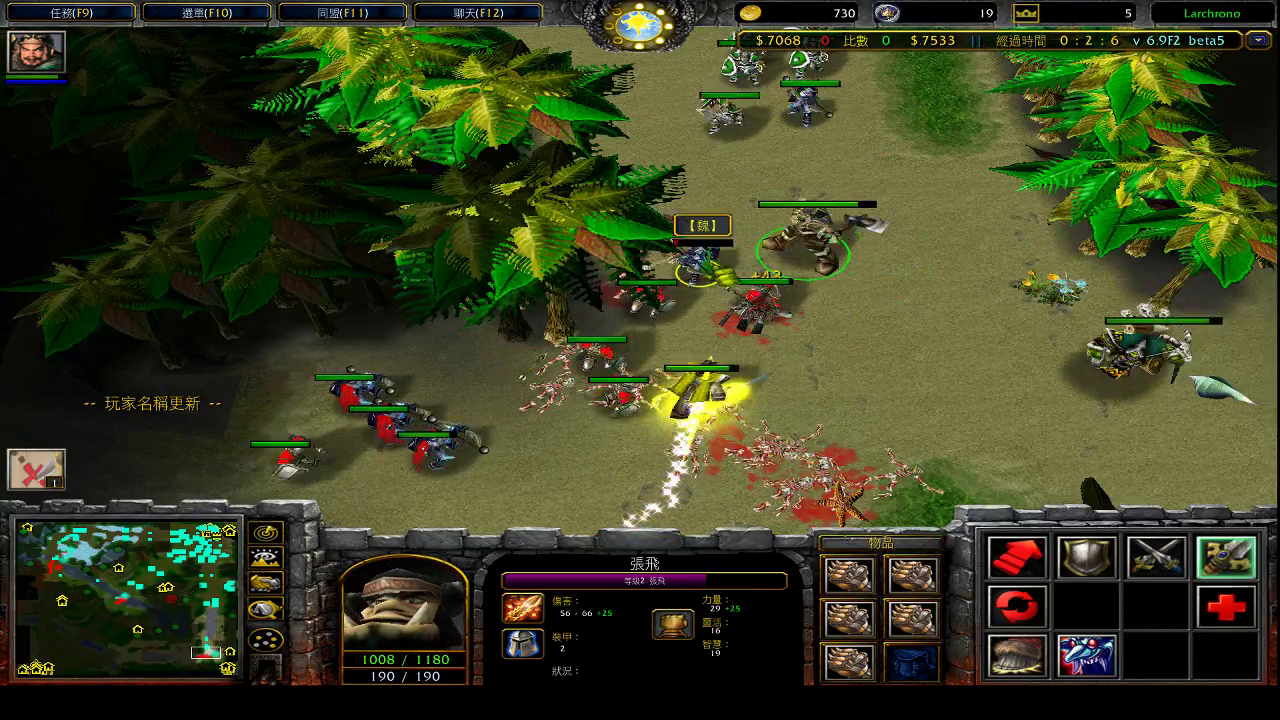 任務(F9) 選單(F10) 同盟(F11) 聊天(F12) 730 19 5 Larchrono
$.7068 0 比數 0 $.7533 || 經過時間 0 : 2 : 6 v 6.9F2 beta5
【魏】
+43
-- 玩家名稱更新 --
1
張飛
物品
等級2 張飛
傷害：
56 - 66 +25
力量：
29 +25
靈活：
16
裝甲：
2
智慧：
19
狀況：
1008 / 1180
190 / 190